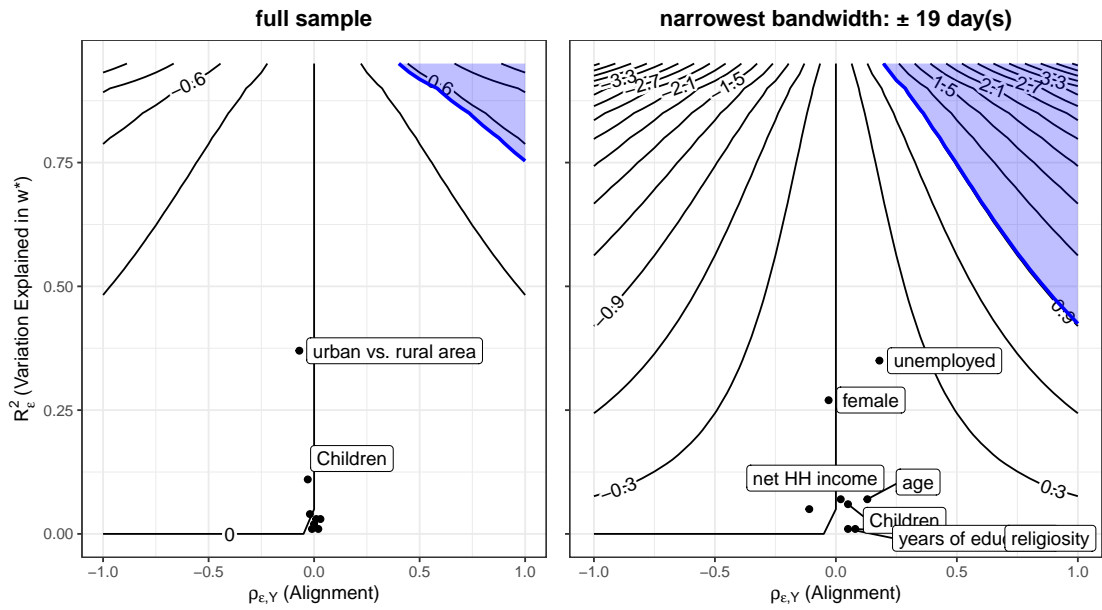 full sample
narrowest bandwidth: ± 19 day(s)
R²ε (Variation Explained in w*)
0.75
0.50
0.25
0.00
−0.6
0.6
0
urban vs. rural area
Children
−1.0
−0.5
0.0
0.5
1.0
ρε,Y (Alignment)
−3.3
−2.7
−2.1
−1.5
−0.9
−0.3
1.5
2.1
2.7
3.3
0.9
0.3
unemployed
female
net HH income
age
Children
years of edu
religiosity
−1.0
−0.5
0.0
0.5
1.0
ρε,Y (Alignment)